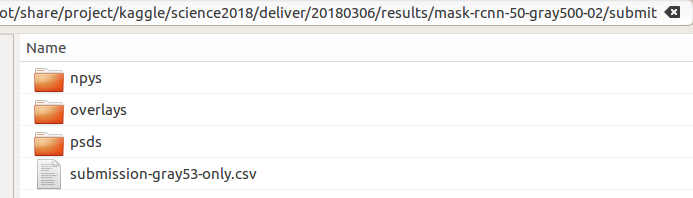 ot/share/project/kaggle/science2018/deliver/20180306/results/mask-rcnn-50-gray500-02/submit
Name
npys
overlays
psds
submission-gray53-only.csv